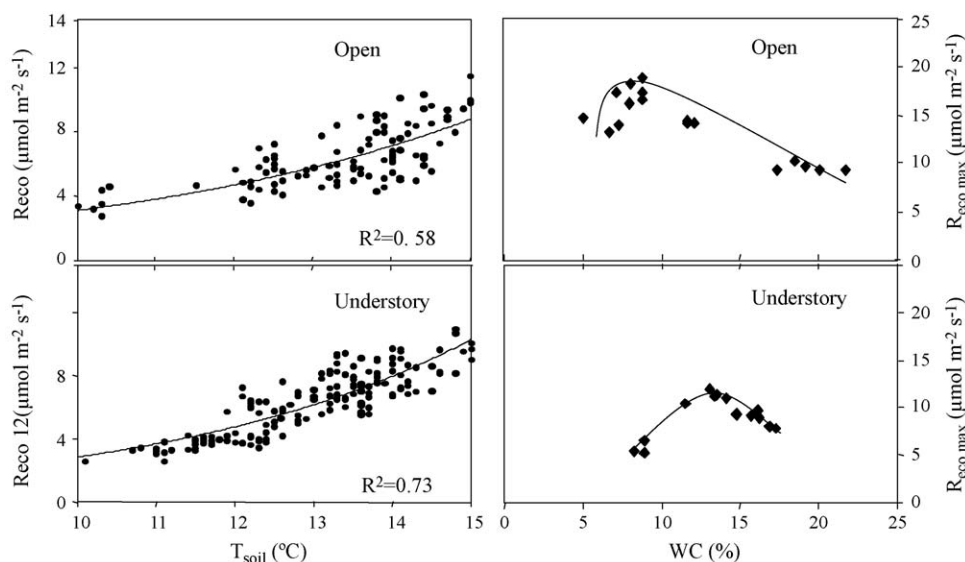 14
12
8
4
0
Reco (µmol m-2 s-1)
Open
R2=0. 58
25
20
15
10
5
0
Reco max (µmol m-2 s-1)
Open
8
4
0
Reco 12(µmol m-2 s-1)
Understory
R2=0.73
10 11 12 13 14 15
Tsoil (ºC)
20
15
10
5
0
Reco max (µmol m-2 s-1)
Understory
0 5 10 15 20 25
WC (%)